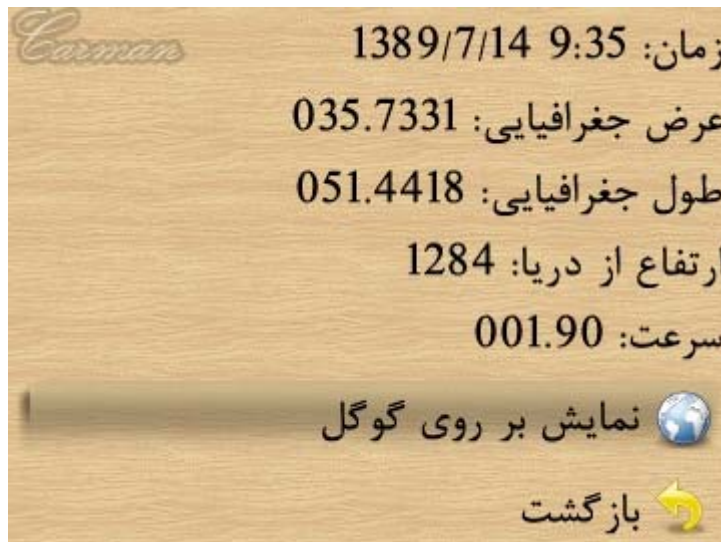 Carman
زمان: 1389/7/14 9:35
عرض جغرافیایی: 035.7331
طول جغرافیایی: 051.4418
ارتفاع از دریا: 1284
سرعت: 001.90
نمایش بر روی گوگل
بازگشت